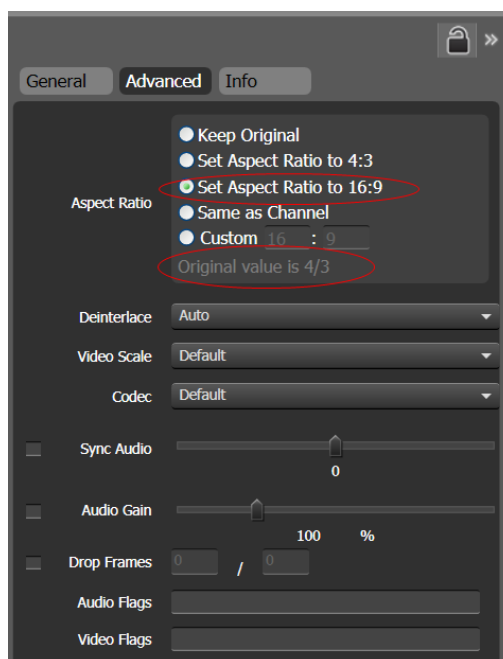 »
General Advanced Info
Keep Original
Set Aspect Ratio to 4:3
Aspect Ratio
Set Aspect Ratio to 16:9
Same as Channel
Custom 16 : 9
Original value is 4/3
Deinterlace Auto
Video Scale Default
Codec Default
Sync Audio
0
Audio Gain
100 %
Drop Frames 0 / 0
Audio Flags
Video Flags